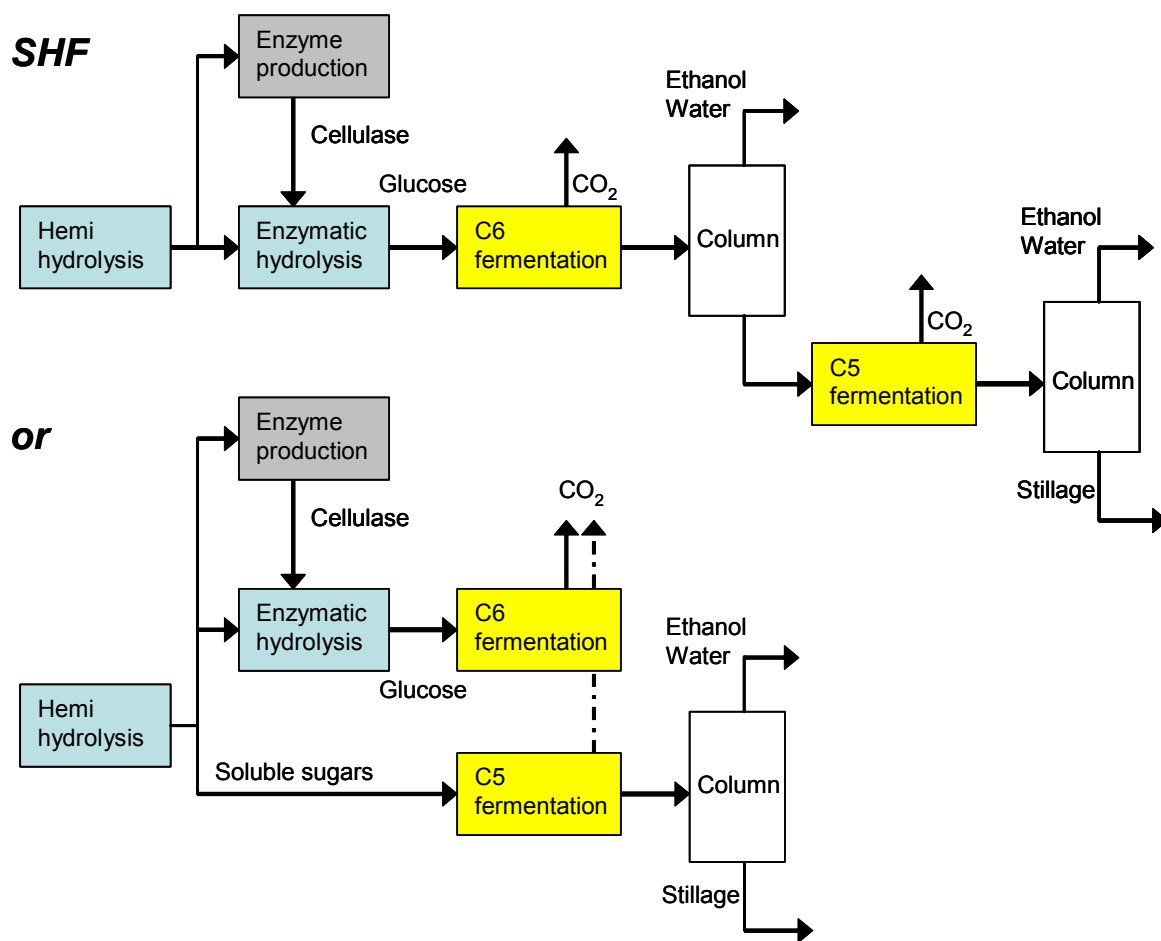 SHF
Enzyme
production
Cellulase
Hemi
hydrolysis
Enzymatic
hydrolysis
Glucose
C6
fermentation
CO2
Ethanol
Water
Column
C5
fermentation
CO2
Ethanol
Water
Column
Stillage
or
Enzyme
production
Cellulase
Hemi
hydrolysis
Enzymatic
hydrolysis
Glucose
C6
fermentation
CO2
Soluble sugars
C5
fermentation
Ethanol
Water
Column
Stillage